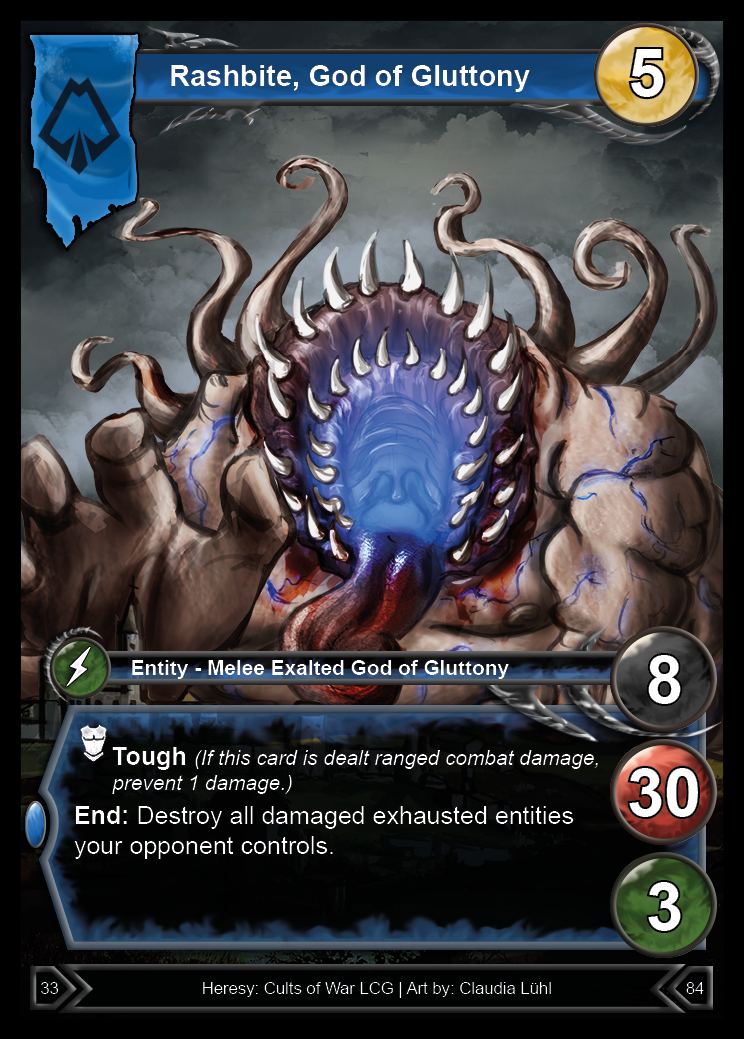 Rashbite, God of Gluttony
5
Entity - Melee Exalted God of Gluttony
8
Tough (If this card is dealt ranged combat damage,
prevent 1 damage.)
30
End: Destroy all damaged exhausted entities
your opponent controls.
3
33
Heresy: Cults of War LCG | Art by: Claudia Lühl
84